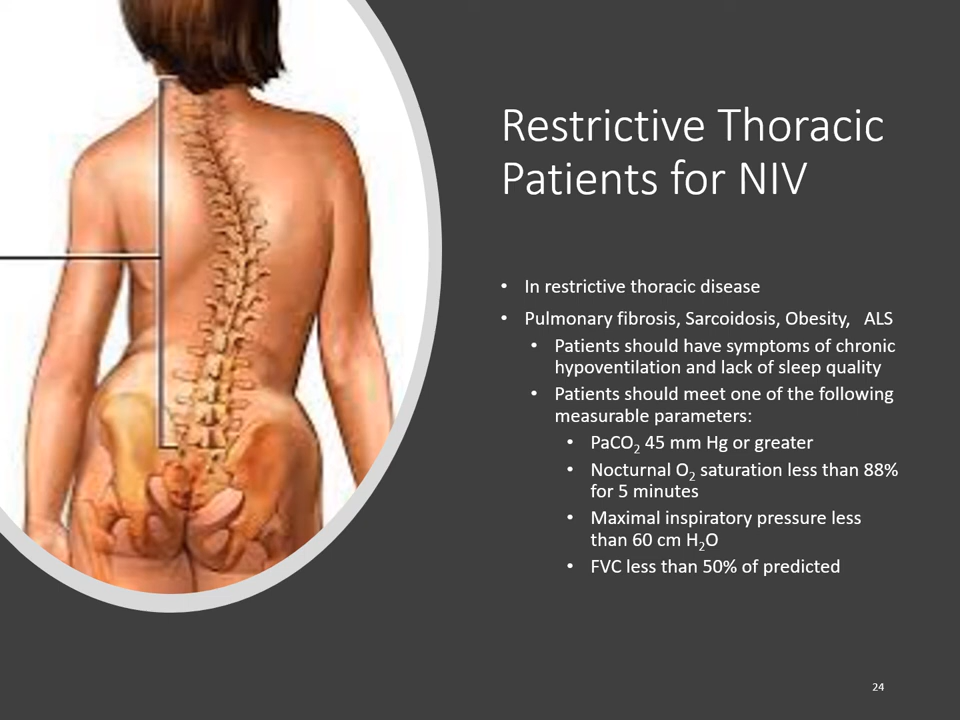 Restrictive Thoracic
Patients for NIV
• In restrictive thoracic disease
• Pulmonary fibrosis, Sarcoidosis, Obesity, ALS
• Patients should have symptoms of chronic
hypoventilation and lack of sleep quality
• Patients should meet one of the following
measurable parameters:
• PaCO₂ 45 mm Hg or greater
• Nocturnal O₂ saturation less than 88%
for 5 minutes
• Maximal inspiratory pressure less
than 60 cm H₂O
• FVC less than 50% of predicted
24